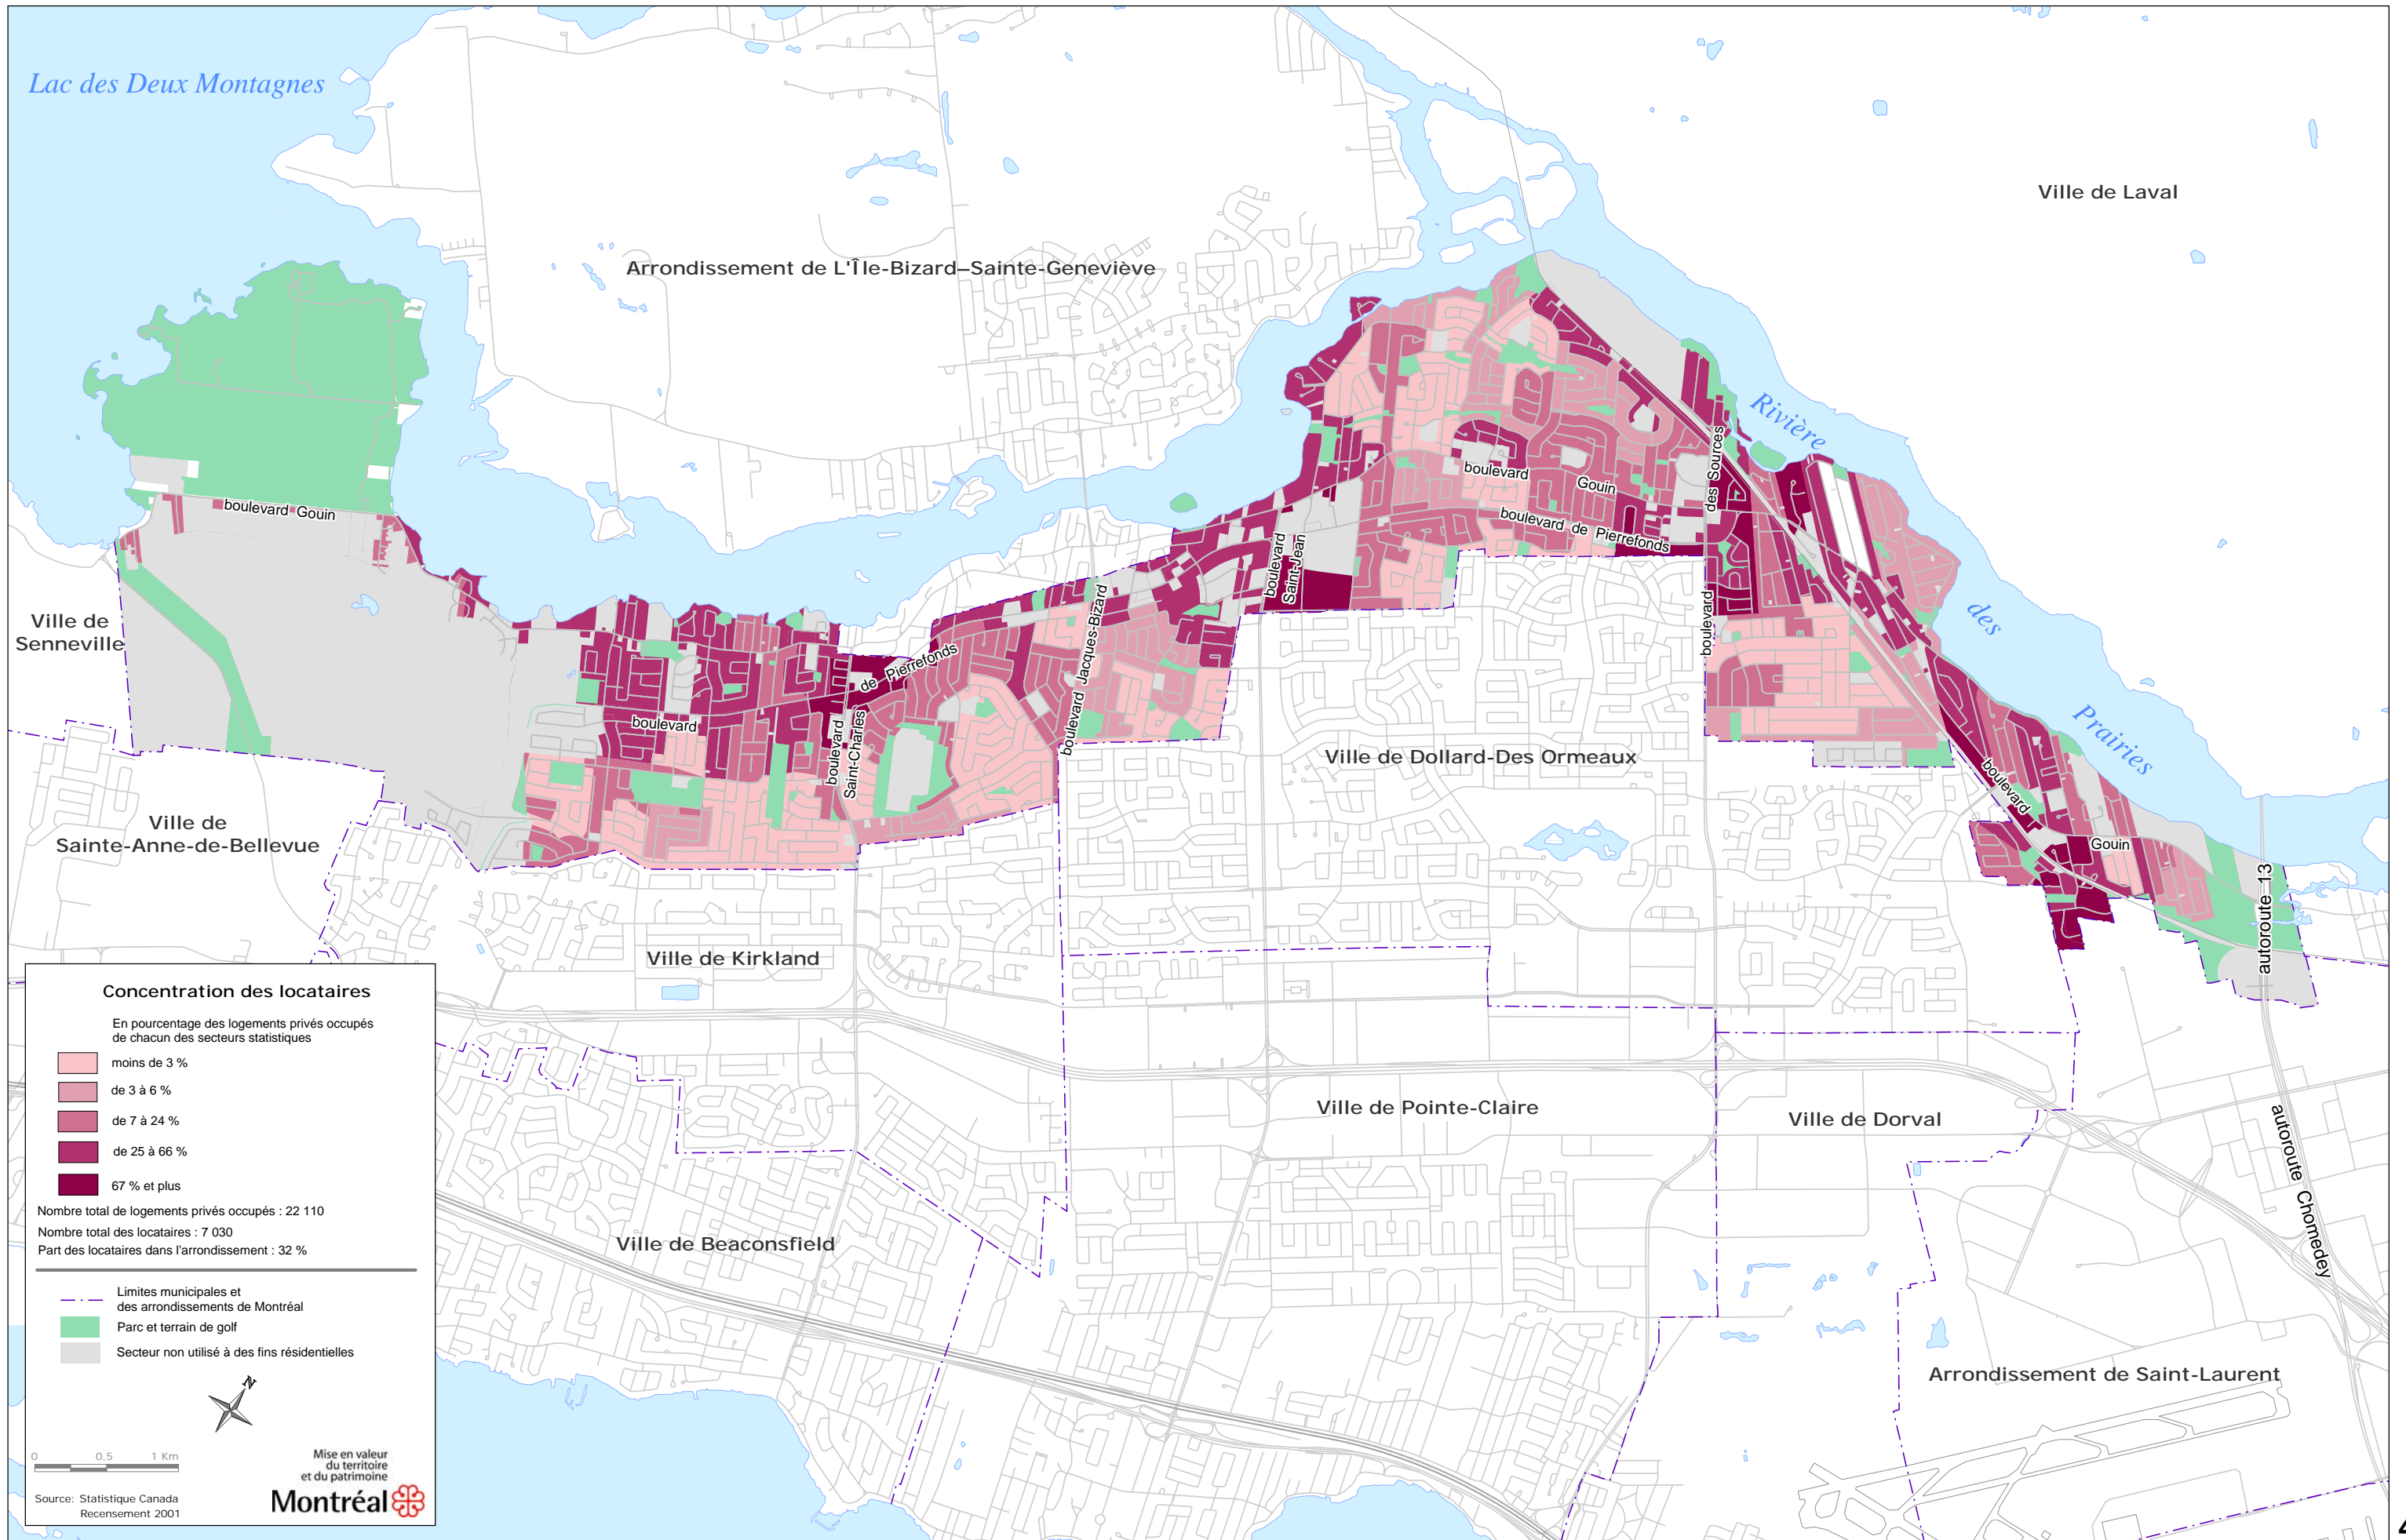 Lac des Deux Montagnes
Ville de Laval
Arrondissement de L'Île-Bizard–Sainte-Geneviève
Rivière
des
Prairies
boulevard Gouin
boulevard Gouin
boulevard de Pierrefonds
boulevard des Sources
boulevard
Saint-Jean
boulevard Jacques-Bizard
boulevard de Pierrefonds
boulevard
Saint-Charles
boulevard Gouin
autoroute 13
autoroute Chomedey
Ville de
Senneville
Ville de
Sainte-Anne-de-Bellevue
Ville de Dollard-Des Ormeaux
Ville de Kirkland
Ville de Pointe-Claire
Ville de Dorval
Ville de Beaconsfield
Arrondissement de Saint-Laurent
Concentration des locataires
En pourcentage des logements privés occupés
de chacun des secteurs statistiques
moins de 3 %
de 3 à 6 %
de 7 à 24 %
de 25 à 66 %
67 % et plus
Nombre total de logements privés occupés : 22 110
Nombre total des locataires : 7 030
Part des locataires dans l'arrondissement : 32 %
Limites municipales et
des arrondissements de Montréal
Parc et terrain de golf
Secteur non utilisé à des fins résidentielles
N
0 0,5 1 Km
Mise en valeur
du territoire
et du patrimoine
Montréal
Source: Statistique Canada
Recensement 2001